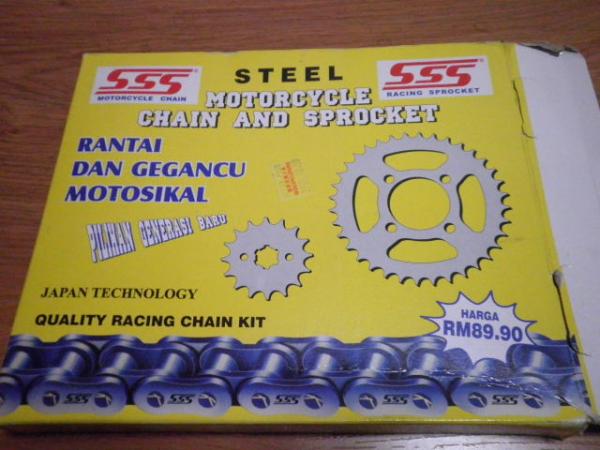 SSS®
MOTORCYCLE CHAIN
STEEL
SSS®
RACING SPROCKET
MOTORCYCLE
CHAIN AND SPROCKET
RANTAI
DAN GEGANCU
MOTOSIKAL
PILIHAN GENERASI BARU
JAPAN TECHNOLOGY
QUALITY RACING CHAIN KIT
HARGA
RM89.90
SSS
SSS
SSS
SSS